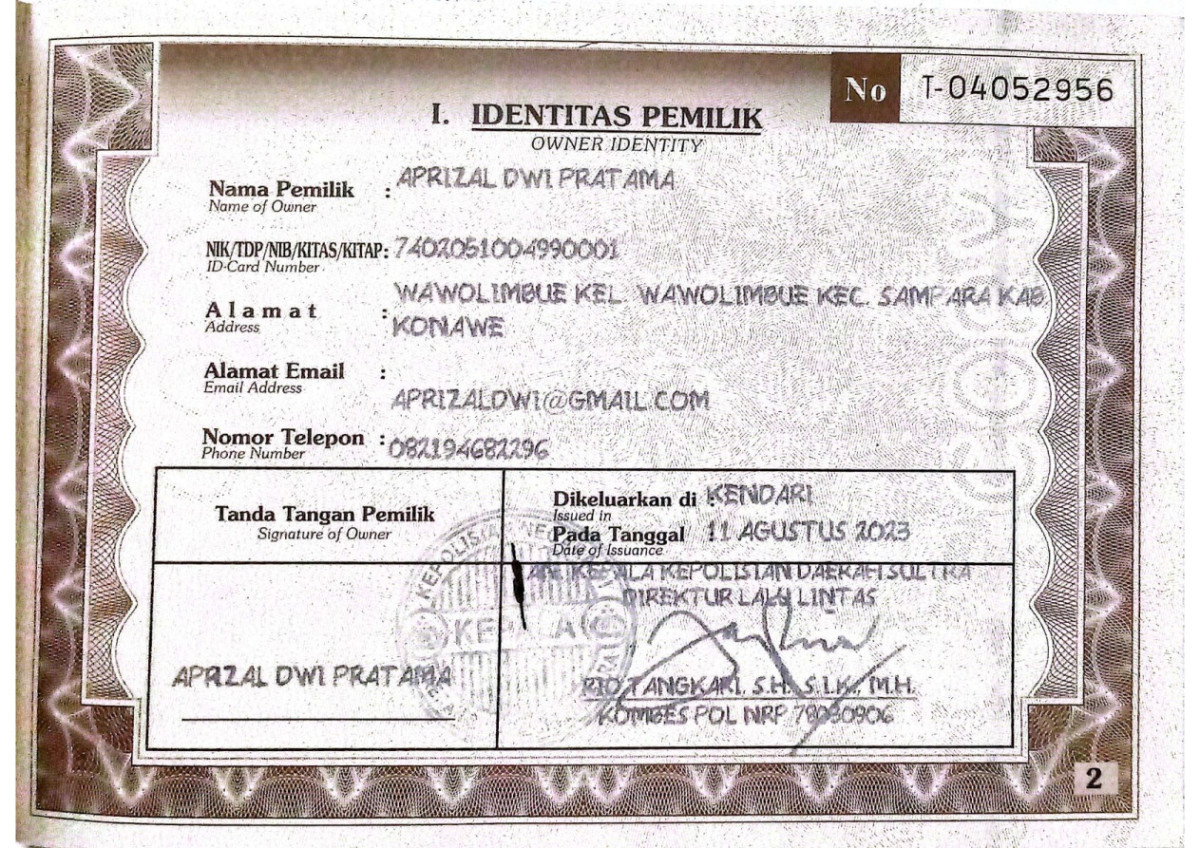 No T-04052956
I. IDENTITAS PEMILIK
OWNER IDENTITY
Nama Pemilik : APRIZAL DWI PRATAMA
Name of Owner
NIK/TDP/NIB/KITAS/KITAP: 7402051004990001
ID-Card Number
Alamat : WAWOLIMBUE KEL. WAWOLIMBUE KEC. SAMPARA KAB
Address KONAWE
Alamat Email :
Email Address APRIZALDWI@GMAIL.COM
Nomor Telepon : 082194682296
Phone Number
Tanda Tangan Pemilik
Signature of Owner
Dikeluarkan di KENDARI
Issued in
Pada Tanggal 11 AGUSTUS 2023
Date of Issuance
AN. KEPALA KEPOLISIAN DAERAH SULTRA
DIREKTUR LALU LINTAS
KEPALA
APRIZAL DWI PRATAMA
RIO TANGKARI, S.H., S.I.K., M.H.
KOMBES POL NRP 78030906
COPY
2